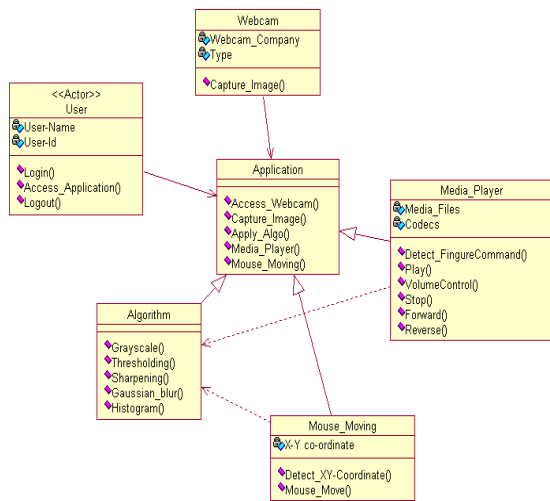 Webcam
Webcam_Company
Type
Capture_Image()
<<Actor>>
User
User-Name
User-Id
Login()
Access_Application()
Logout()
Application
Access_Webcam()
Capture_Image()
Apply_Algo()
Media_Player()
Mouse_Moving()
Media_Player
Media_Files
Codecs
Detect_FingureCommand()
Play()
VolumeControl()
Stop()
Forward()
Reverse()
Algorithm
Grayscale()
Thresholding()
Sharpening()
Gaussian_blur()
Histogram()
Mouse_Moving
X-Y co-ordinate
Detect_XY-Coordinate()
Mouse_Move()